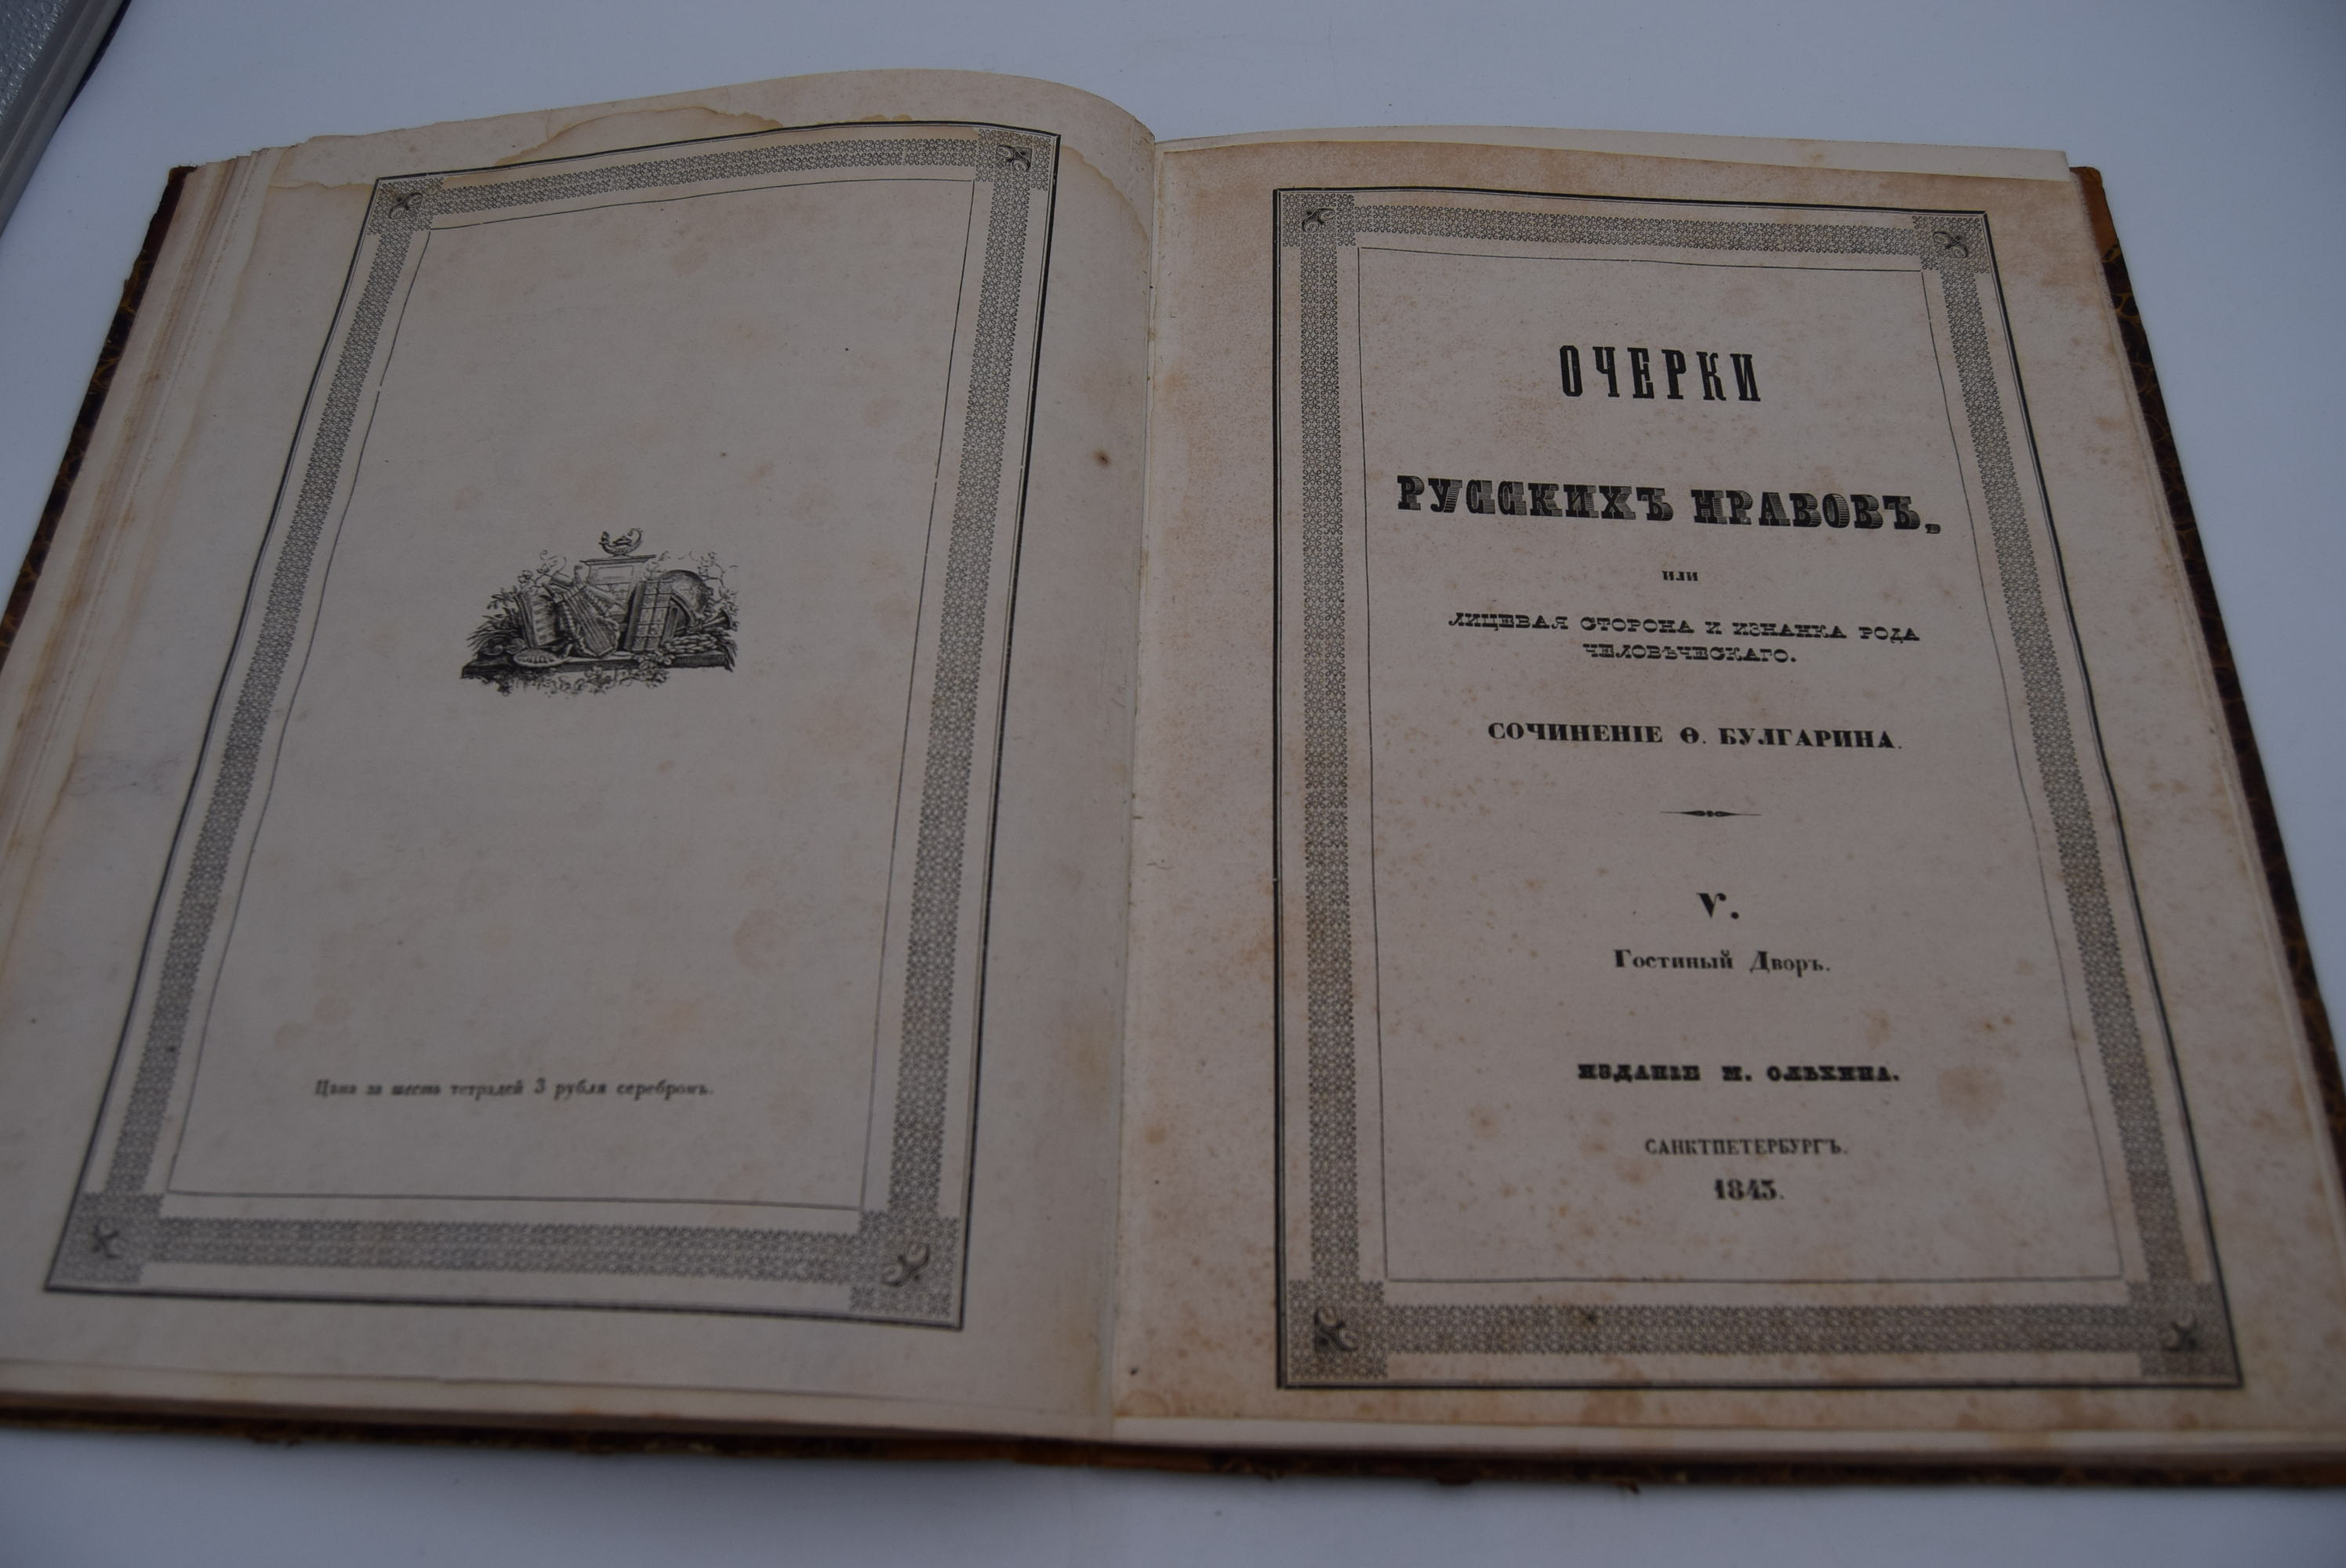 Цѣна за шесть тетрадей 3 рубля серебромъ.
ОЧЕРКИ
РУССКИХЪ НРАВОВЪ,
ИЛИ
ЛИЦЕВАЯ СТОРОНА И ИЗНАНКА РОДА
ЧЕЛОВѢЧЕСКАГО.
СОЧИНЕНІЕ Ѳ. БУЛГАРИНА.
V.
Гостиный Дворъ.
ИЗДАНІЕ М. ОЛЬХИНА.
САНКТПЕТЕРБУРГЪ.
1843.